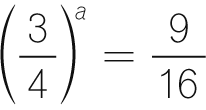 (3/4)^a = 9/16